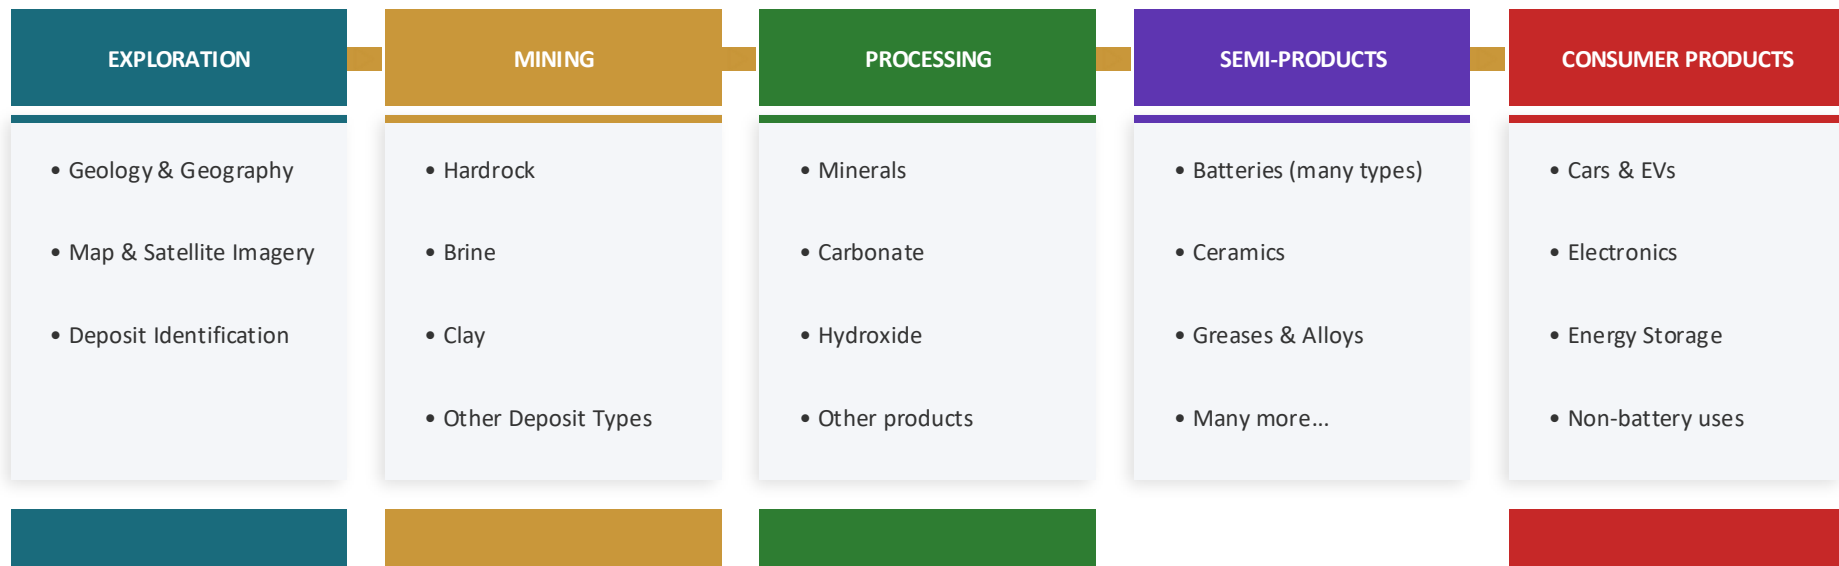 EXPLORATION
• Geology & Geography
• Map & Satellite Imagery
• Deposit Identification
MINING
• Hardrock
• Brine
• Clay
• Other Deposit Types
PROCESSING
• Minerals
• Carbonate
• Hydroxide
• Other products
SEMI-PRODUCTS
• Batteries (many types)
• Ceramics
• Greases & Alloys
• Many more...
CONSUMER PRODUCTS
• Cars & EVs
• Electronics
• Energy Storage
• Non-battery uses